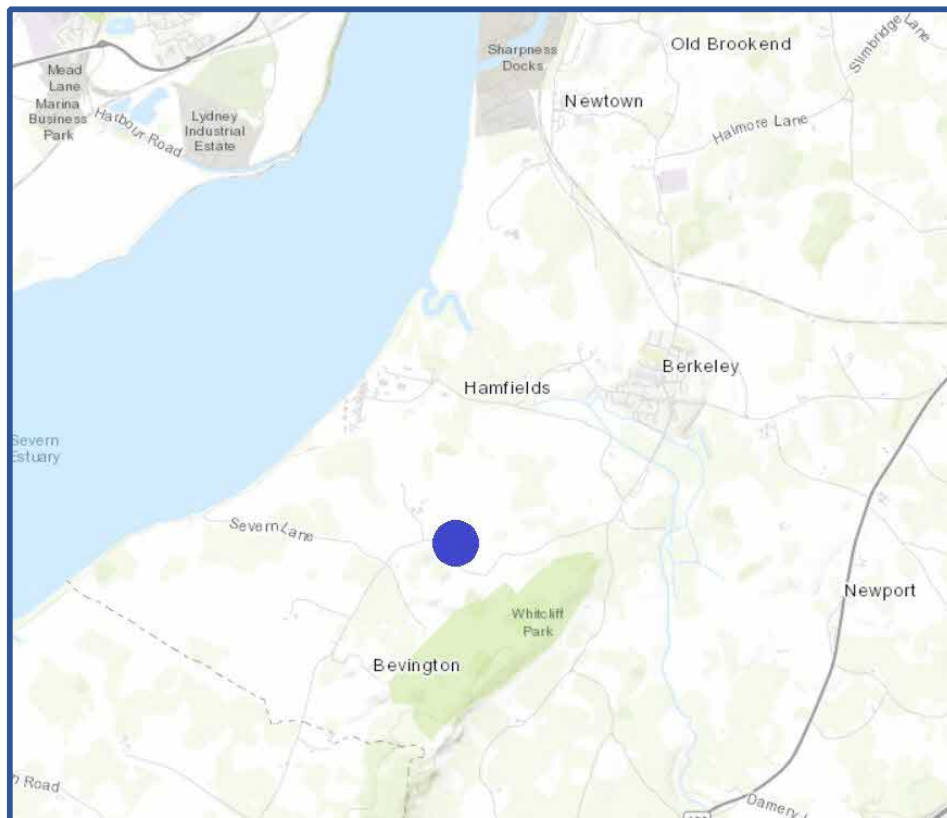 Sharpness
Docks
Old Brookend
Slimbridge Lane
Mead
Lane
Marina
Business
Park
Newtown
Harbour Road
Lydney
Industrial
Estate
Halmore Lane
Berkeley
Hamfields
Severn
Estuary
Severn Lane
Newport
Whitcliff
Park
Bevington
Road
Damery